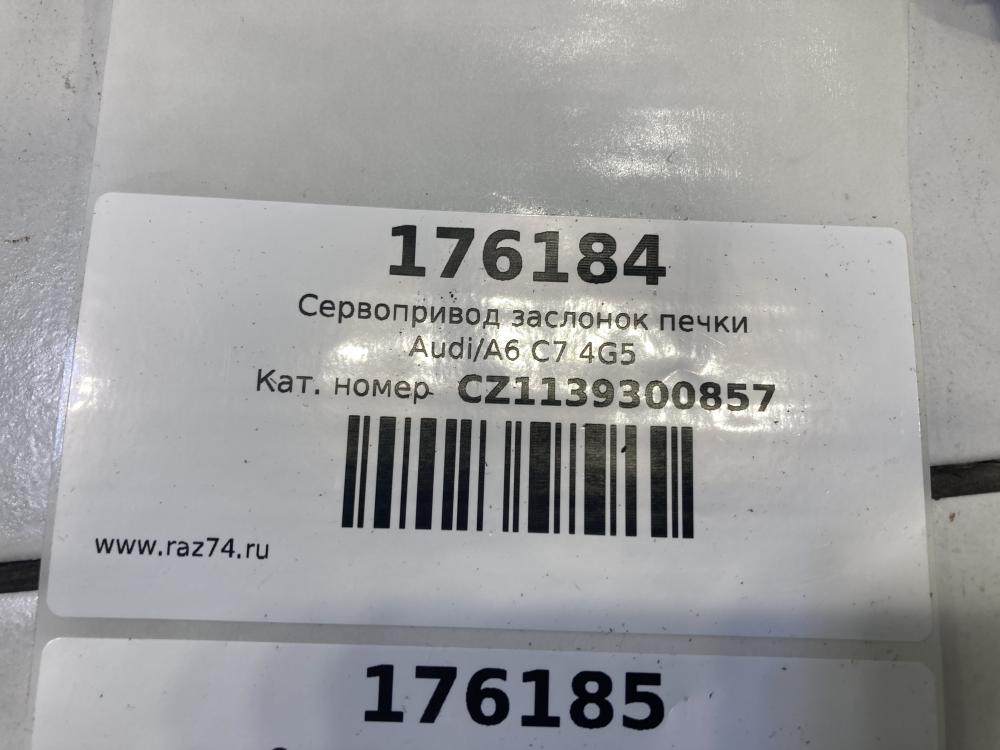 176184
Сервопривод заслонок печки
Audi/A6 C7 4G5
Кат. номер CZ1139300857
www.raz74.ru
176185